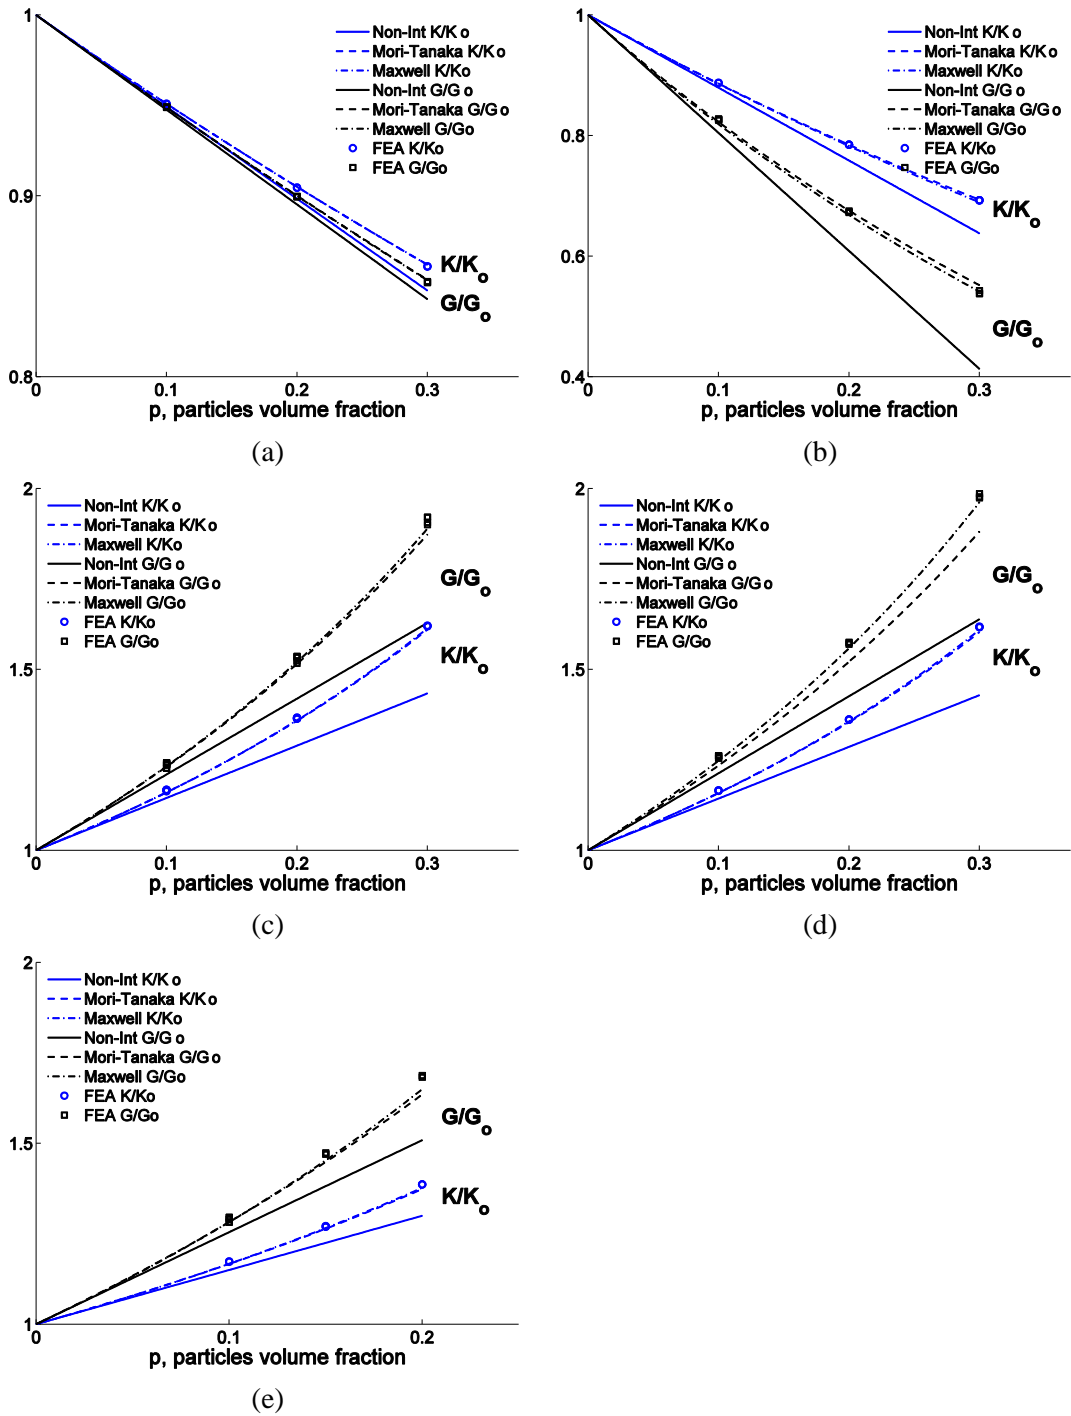 1
0.9
0.8
0
0.1
0.2
0.3
Non-Int K/K o
Mori-Tanaka K/K o
Maxwell K/Ko
Non-Int G/G o
Mori-Tanaka G/G o
Maxwell G/Go
FEA K/Ko
FEA G/Go
K/Ko
G/Go
p, particles volume fraction
(a)
1
0.8
0.6
0.4
0
0.1
0.2
0.3
Non-Int K/K o
Mori-Tanaka K/K o
Maxwell K/Ko
Non-Int G/G o
Mori-Tanaka G/G o
Maxwell G/Go
FEA K/Ko
FEA G/Go
K/Ko
G/Go
p, particles volume fraction
(b)
2
1.5
1
0
0.1
0.2
0.3
Non-Int K/K o
Mori-Tanaka K/K o
Maxwell K/Ko
Non-Int G/G o
Mori-Tanaka G/G o
Maxwell G/Go
FEA K/Ko
FEA G/Go
G/Go
K/Ko
p, particles volume fraction
(c)
2
1.5
1
0
0.1
0.2
0.3
Non-Int K/K o
Mori-Tanaka K/K o
Maxwell K/Ko
Non-Int G/G o
Mori-Tanaka G/G o
Maxwell G/Go
FEA K/Ko
FEA G/Go
G/Go
K/Ko
p, particles volume fraction
(d)
2
1.5
1
0
0.1
0.2
Non-Int K/K o
Mori-Tanaka K/K o
Maxwell K/Ko
Non-Int G/G o
Mori-Tanaka G/G o
Maxwell G/Go
FEA K/Ko
FEA G/Go
G/Go
K/Ko
p, particles volume fraction
(e)